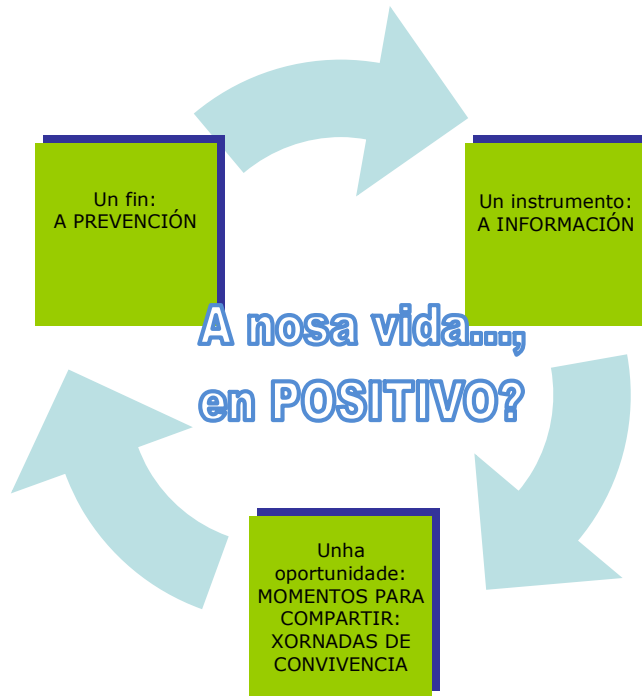 Un fin:
A PREVENCIÓN
Un instrumento:
A INFORMACIÓN
A nosa vida...,
en POSITIVO?
Unha
oportunidade:
MOMENTOS PARA
COMPARTIR:
XORNADAS DE
CONVIVENCIA